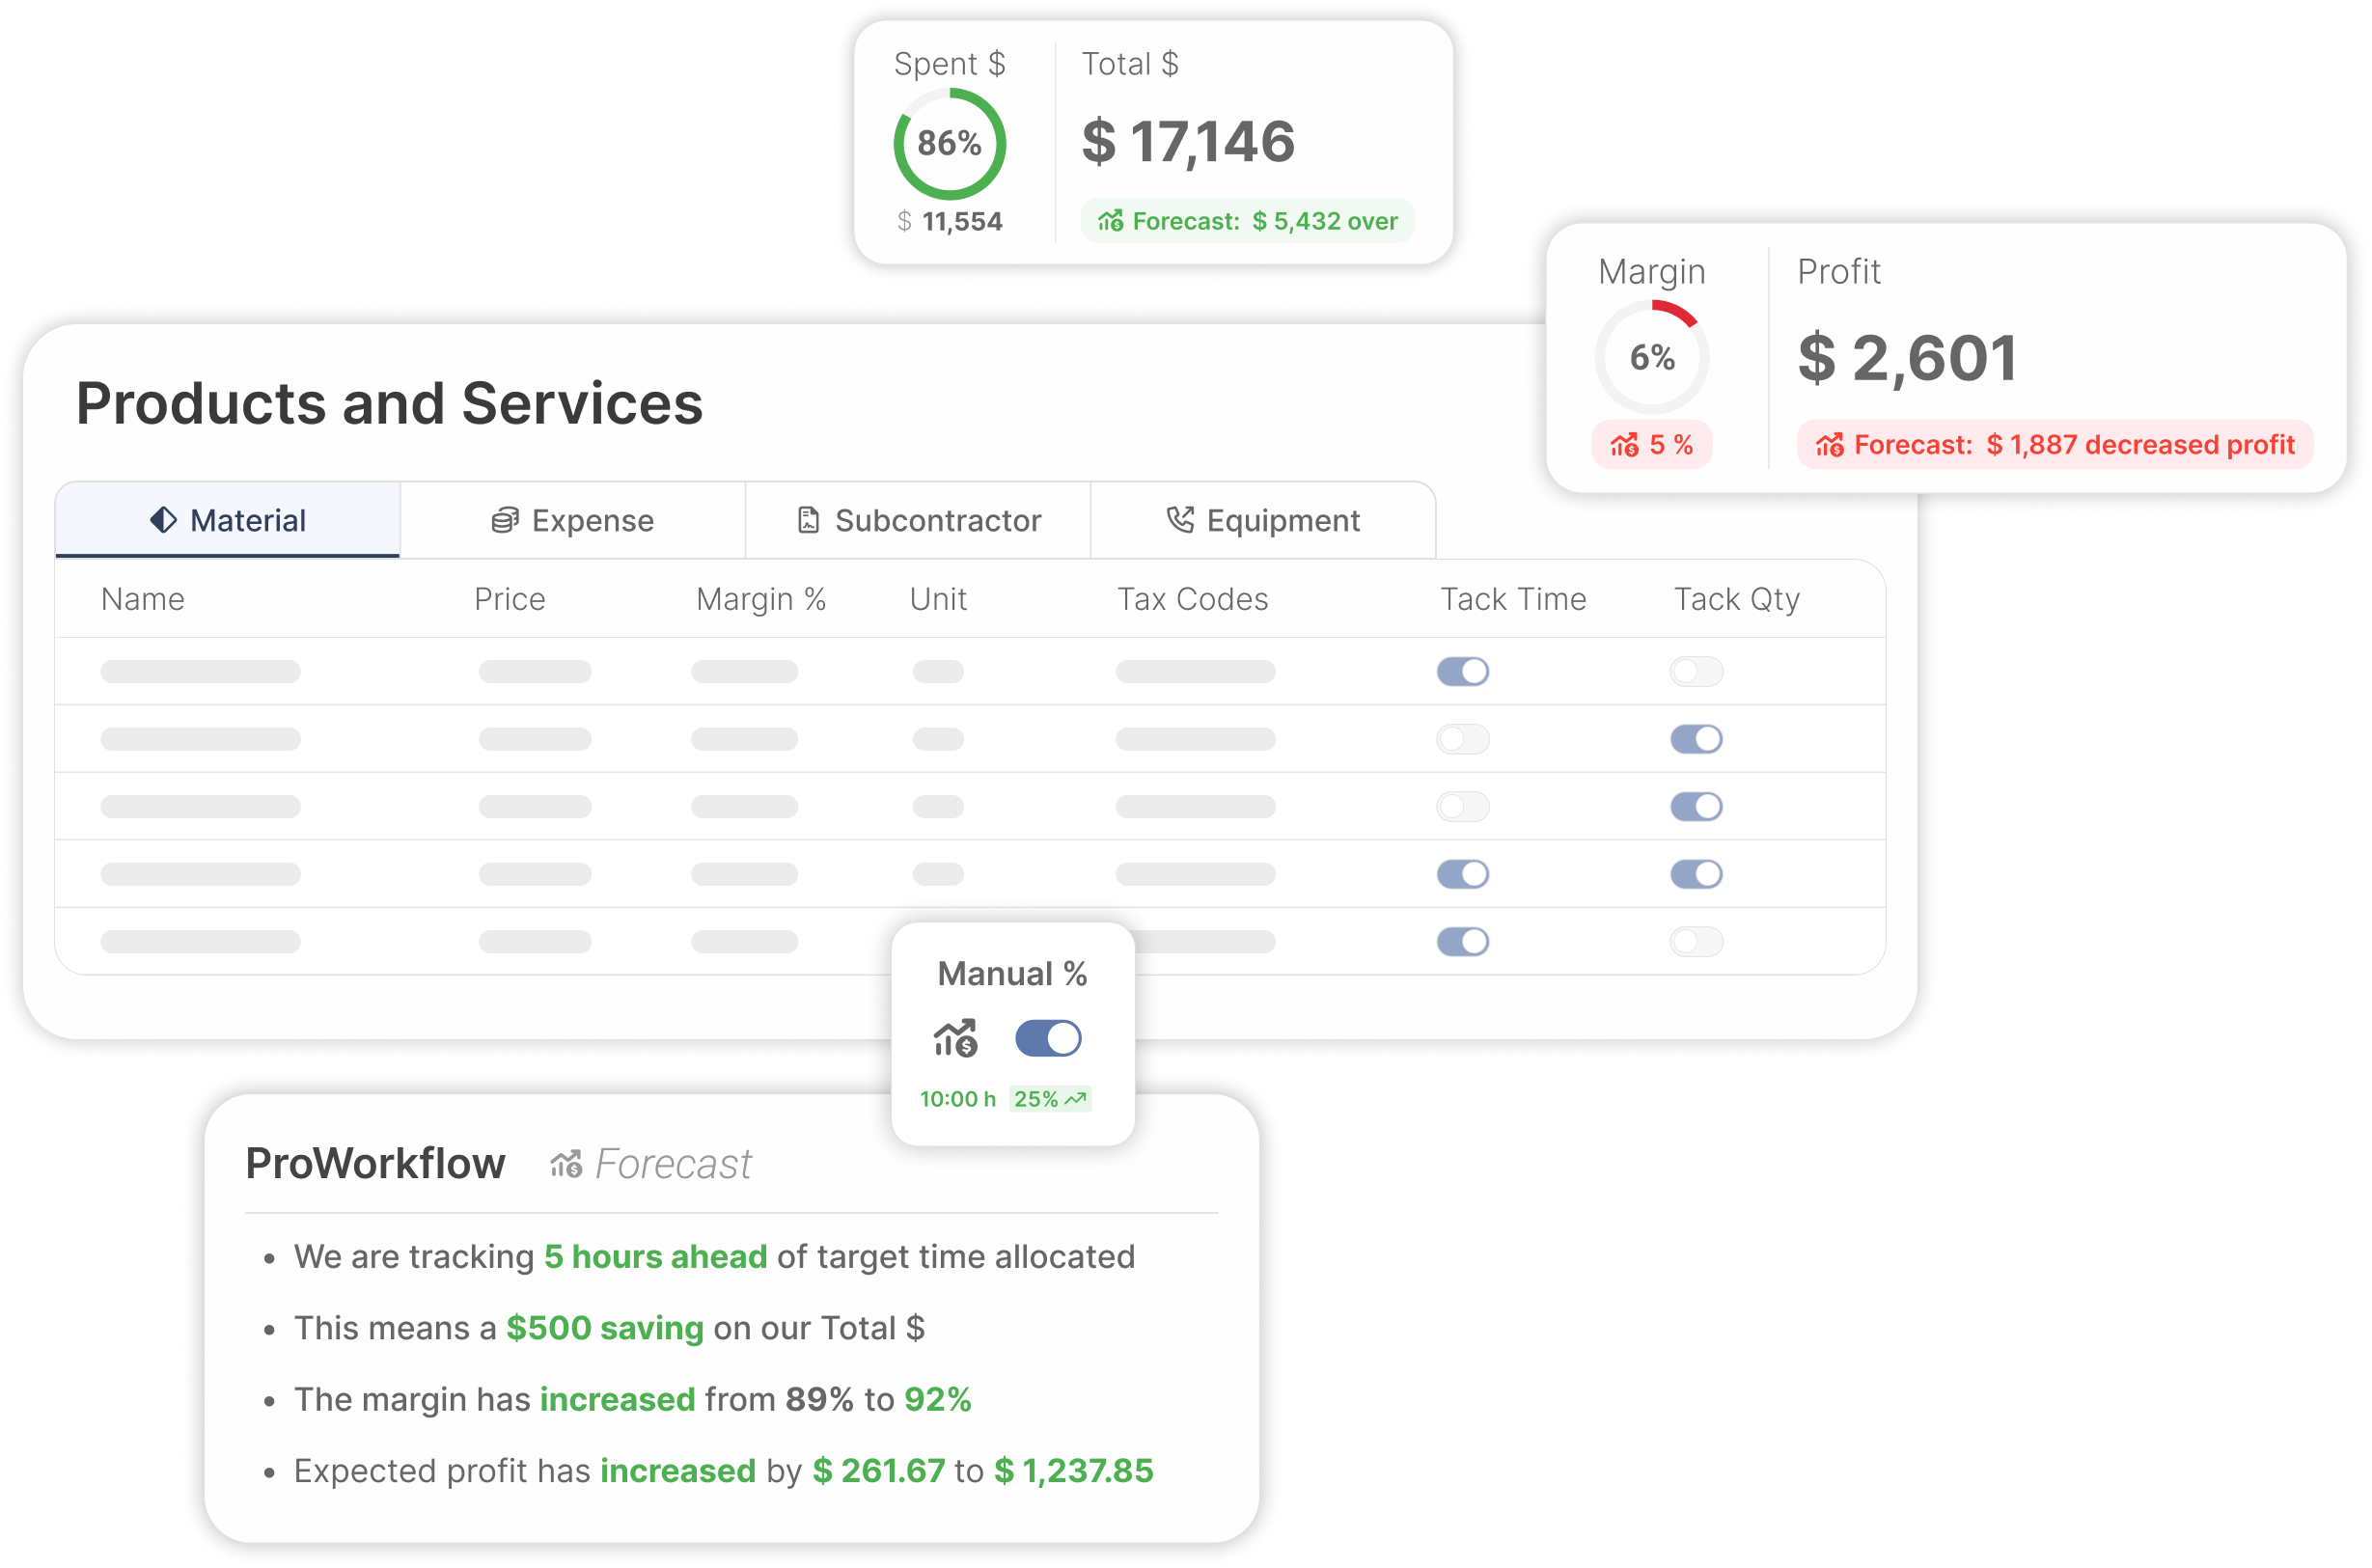 Spent $
Total $
86%
$ 17,146
$ 11,554
Forecast: $ 5,432 over
Margin
Profit
6%
$ 2,601
5 %
Forecast: $ 1,887 decreased profit
Products and Services
Material
Expense
Subcontractor
Equipment
Name Price Margin % Unit Tax Codes Tack Time Tack Qty
Manual %
10:00 h 25%
ProWorkflow Forecast
• We are tracking 5 hours ahead of target time allocated
• This means a $500 saving on our Total $
• The margin has increased from 89% to 92%
• Expected profit has increased by $ 261.67 to $ 1,237.85